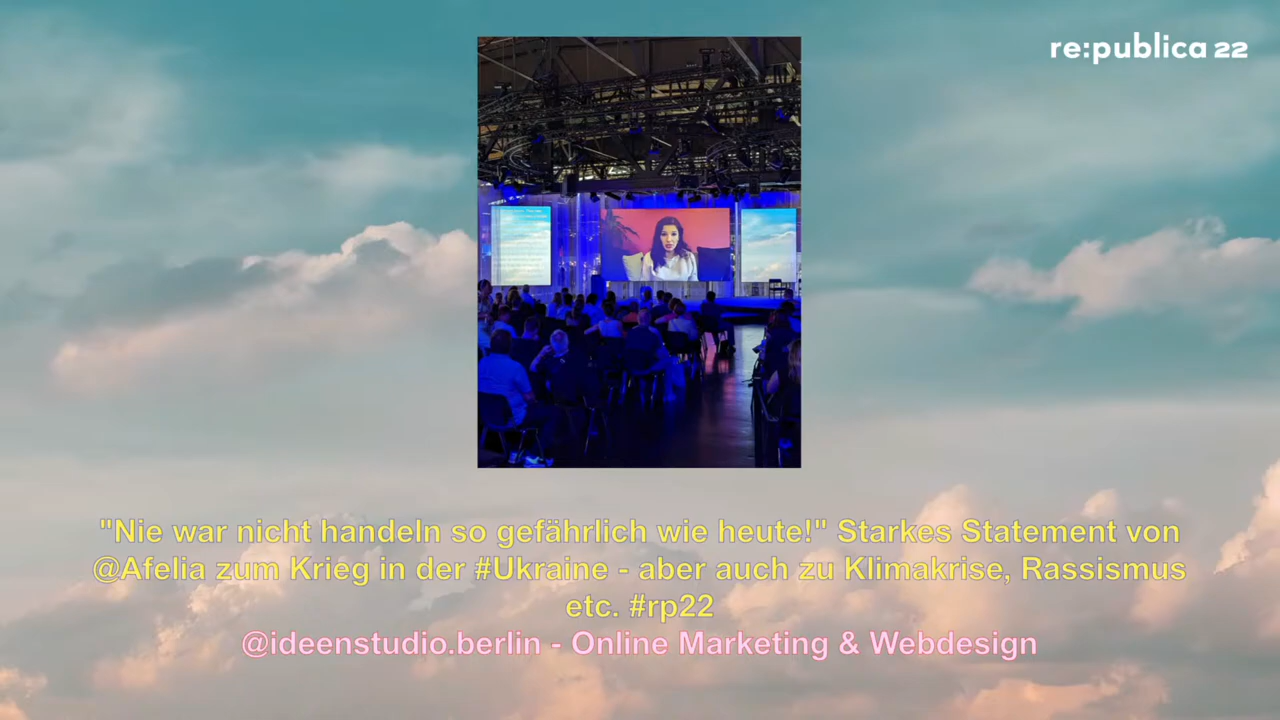 re:publica 22
"Nie war nicht handeln so gefährlich wie heute!" Starkes Statement von
@Afelia zum Krieg in der #Ukraine - aber auch zu Klimakrise, Rassismus
etc. #rp22
@ideenstudio.berlin - Online Marketing & Webdesign